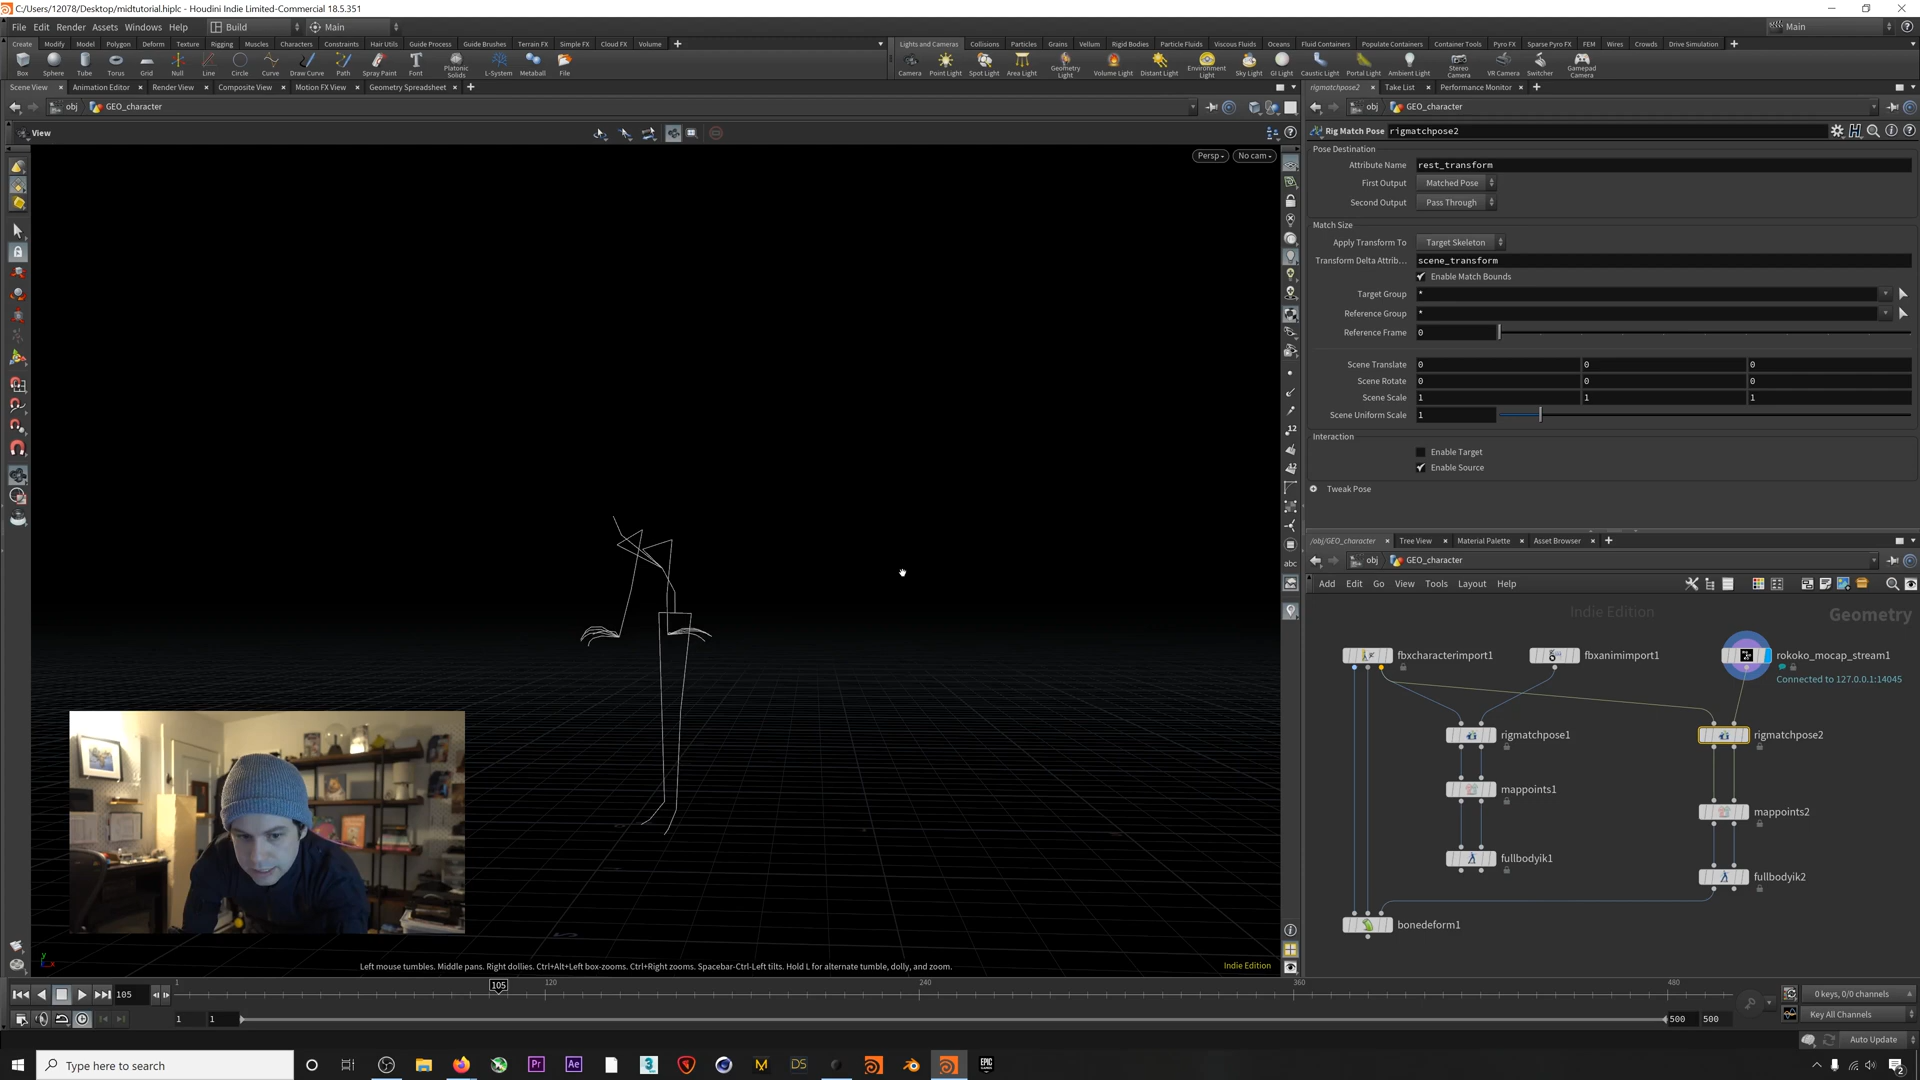 C:/Users/12078/Desktop/midtutorial.hiplc - Houdini Indie Limited-Commercial 18.5.351
File Edit Render Assets Windows Help Build Main Main
Create Modify Model Polygon Deform Texture Rigging Muscles Characters Constraints Hair Utils Guide Process Guide Brushes Terrain FX Simple FX Cloud FX Volume
Lights and Cameras Collisions Particles Grains Vellum Rigid Bodies Particle Fluids Viscous Fluids Oceans Fluid Containers Populate Containers Container Tools Pyro FX Sparse Pyro FX FEM Wires Crowds Drive Simulation
Box Sphere Tube Torus Grid Null Line Circle Curve Draw Curve Path Spray Paint Font Platonic Solids L-System Metaball File
Camera Point Light Spot Light Area Light Geometry Light Volume Light Distant Light Environment Light Sky Light GI Light Caustic Light Portal Light Ambient Light Stereo Camera VR Camera Switcher Gamepad Camera
Scene View Animation Editor Render View Composite View Motion FX View Geometry Spreadsheet
rigmatchpose2 Take List Performance Monitor
obj GEO_character
obj GEO_character
View
Persp No cam
Rig Match Pose rigmatchpose2
Pose Destination
Attribute Name rest_transform
First Output Matched Pose
Second Output Pass Through
Match Size
Apply Transform To Target Skeleton
Transform Delta Attrib... scene_transform
Enable Match Bounds
Target Group *
Reference Group *
Reference Frame 0
Scene Translate 0 0 0
Scene Rotate 0 0 0
Scene Scale 1 1 1
Scene Uniform Scale 1
Interaction
Enable Target
Enable Source
Tweak Pose
/obj/GEO_character Tree View Material Palette Asset Browser
obj GEO_character
Add Edit Go View Tools Layout Help
Indie Edition Geometry
fbxcharacterimport1 fbxanimimport1 rokoko_mocap_stream1
Connected to 127.0.0.1:14045
rigmatchpose1 rigmatchpose2
mappoints1
mappoints2
fullbodyik1
fullbodyik2
bonedeform1
12
12
abc
y
x
Left mouse tumbles. Middle pans. Right dollies. Ctrl+Alt+Left box-zooms. Ctrl+Right zooms. Spacebar-Ctrl-Left tilts. Hold L for alternate tumble, dolly, and zoom.
Indie Edition
105 1 105 120 240 360 480
0 keys, 0/0 channels
1 1 500 500
Key All Channels
Auto Update
Type here to search
Pr Ae 3 M DS EPIC GAMES
2